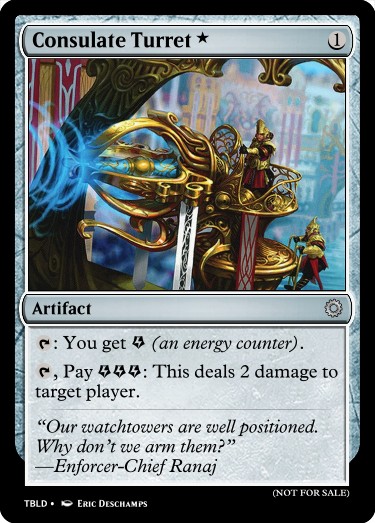 Consulate Turret ★ 1
Artifact
: You get (an energy counter).
, Pay : This deals 2 damage to
target player.
“Our watchtowers are well positioned.
Why don’t we arm them?”
—Enforcer-Chief Ranaj
(NOT FOR SALE)
TBLD • Eric Deschamps